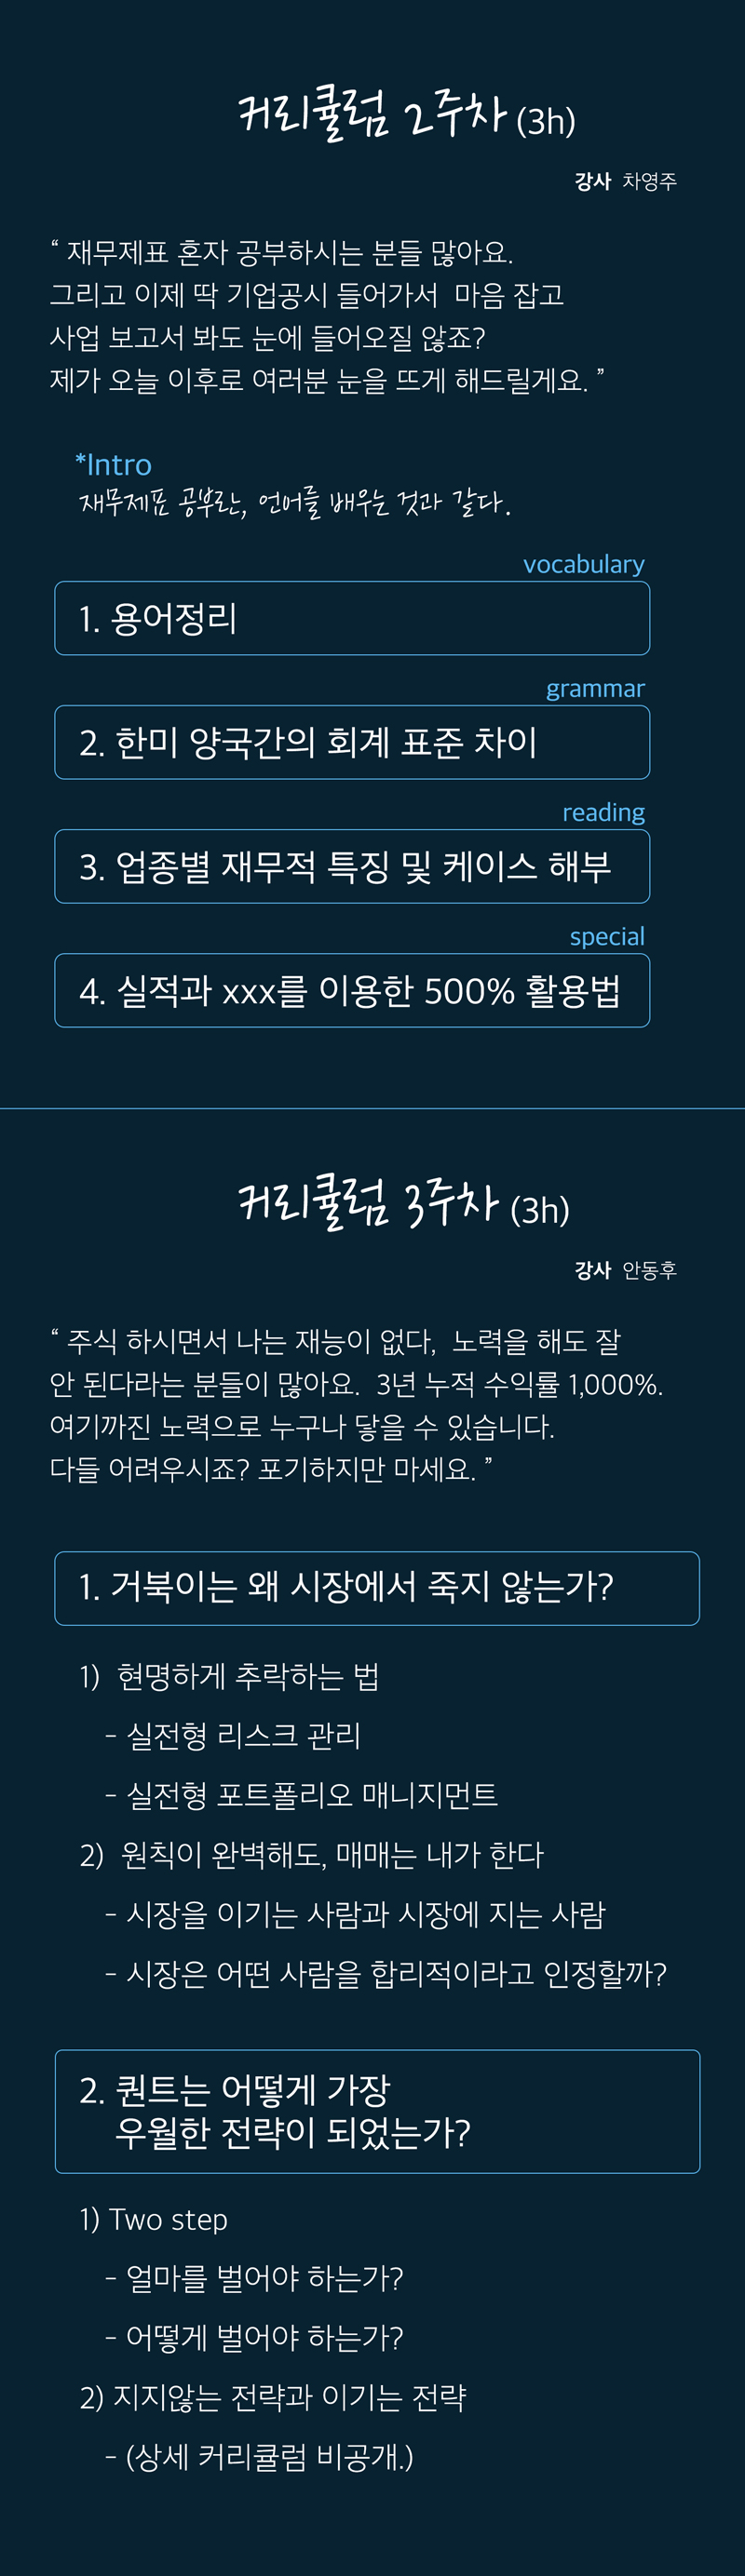 커리큘럼 2주차 (3h)
강사 차영주
“ 재무제표 혼자 공부하시는 분들 많아요.
그리고 이제 딱 기업공시 들어가서 마음 잡고
사업 보고서 봐도 눈에 들어오질 않죠?
제가 오늘 이후로 여러분 눈을 뜨게 해드릴게요. ”
*Intro
재무제표 공부란, 언어를 배우는 것과 같다.
vocabulary
1. 용어정리
grammar
2. 한미 양국간의 회계 표준 차이
reading
3. 업종별 재무적 특징 및 케이스 해부
special
4. 실적과 xxx를 이용한 500% 활용법
커리큘럼 3주차 (3h)
강사 안동후
“ 주식 하시면서 나는 재능이 없다, 노력을 해도 잘
안 된다라는 분들이 많아요. 3년 누적 수익률 1,000%.
여기까진 노력으로 누구나 닿을 수 있습니다.
다들 어려우시죠? 포기하지만 마세요. ”
1. 거북이는 왜 시장에서 죽지 않는가?
1) 현명하게 추락하는 법
- 실전형 리스크 관리
- 실전형 포트폴리오 매니지먼트
2) 원칙이 완벽해도, 매매는 내가 한다
- 시장을 이기는 사람과 시장에 지는 사람
- 시장은 어떤 사람을 합리적이라고 인정할까?
2. 퀀트는 어떻게 가장
우월한 전략이 되었는가?
1) Two step
- 얼마를 벌어야 하는가?
- 어떻게 벌어야 하는가?
2) 지지않는 전략과 이기는 전략
- (상세 커리큘럼 비공개.)